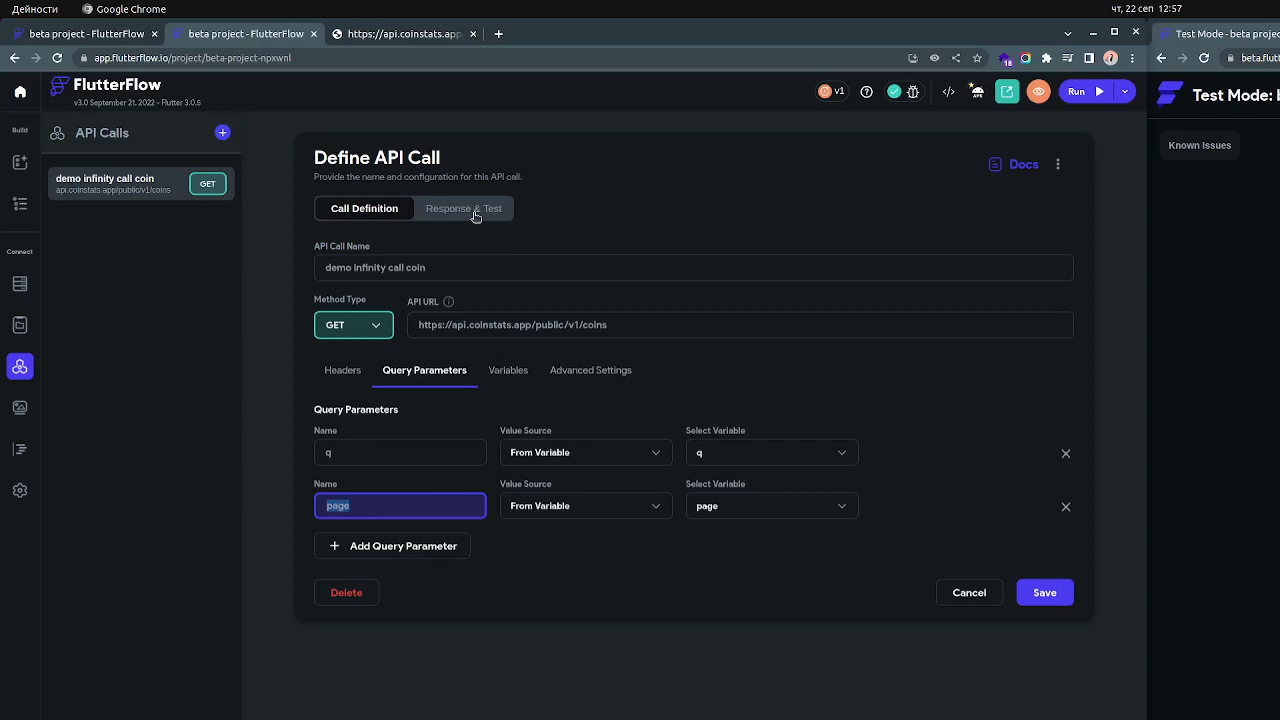 Дейности
Google Chrome
чт, 22 сеп 12:57
beta project - FlutterFlow
beta project - FlutterFlow
https://api.coinstats.app,
Test Mode: beta proje
app.flutterflow.io/project/beta-project-npxwnl
18
beta.flutt
FlutterFlow
v3.0 September 21, 2022 - Flutter 3.0.5
v1
APK
Run
Test Mode: b
Build
API Calls
Known Issues
demo infinity call coin
api.coinstats.app/public/v1/coins
GET
Connect
Define API Call
Provide the name and configuration for this API call.
Docs
Call Definition
Response & Test
API Call Name
demo infinity call coin
Method Type
API URL
GET
https://api.coinstats.app/public/v1/coins
Headers
Query Parameters
Variables
Advanced Settings
Query Parameters
Name
Value Source
Select Variable
q
From Variable
q
Name
Value Source
Select Variable
page
From Variable
page
Add Query Parameter
Delete
Cancel
Save